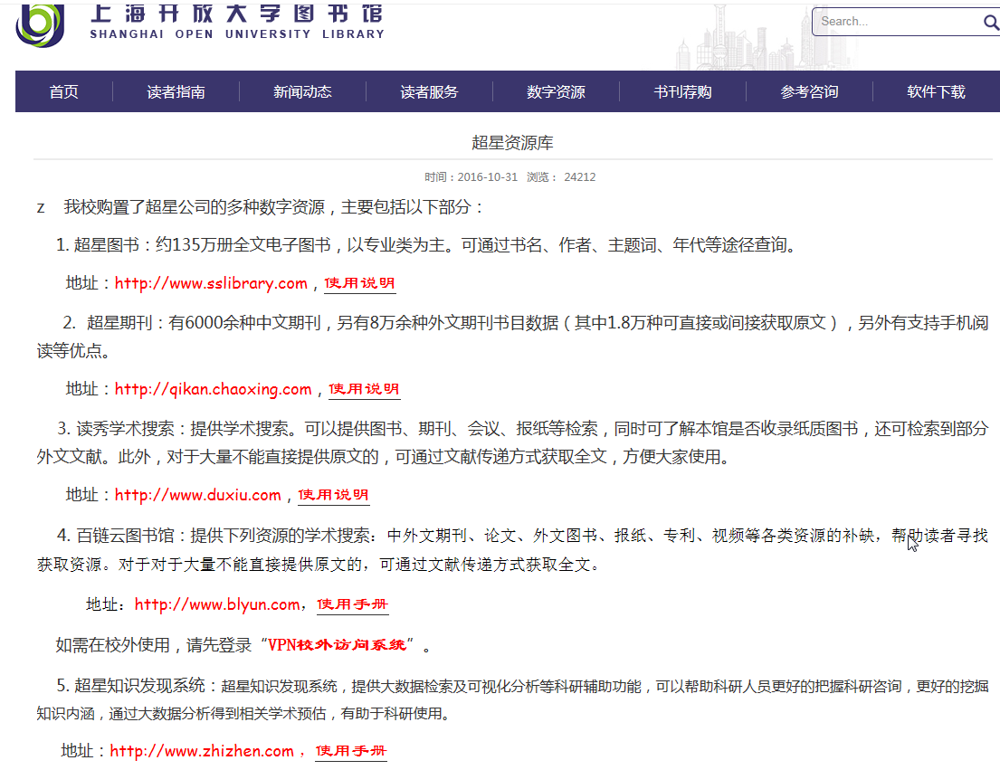 上海开放大学图书馆
SHANGHAI OPEN UNIVERSITY LIBRARY
Search...
首页 读者指南 新闻动态 读者服务 数字资源 书刊荐购 参考咨询 软件下载
超星资源库
时间：2016-10-31 浏览： 24212
z 我校购置了超星公司的多种数字资源，主要包括以下部分：
1. 超星图书：约135万册全文电子图书，以专业类为主。可通过书名、作者、主题词、年代等途径查询。
地址：http://www.sslibrary.com，使用说明
2. 超星期刊：有6000余种中文期刊，另有8万余种外文期刊书目数据（其中1.8万种可直接或间接获取原文），另外有支持手机阅
读等优点。
地址：http://qikan.chaoxing.com，使用说明
3. 读秀学术搜索：提供学术搜索。可以提供图书、期刊、会议、报纸等检索，同时可了解本馆是否收录纸质图书，还可检索到部分
外文文献。此外，对于大量不能直接提供原文的，可通过文献传递方式获取全文，方便大家使用。
地址：http://www.duxiu.com，使用说明
4. 百链云图书馆：提供下列资源的学术搜索：中外文期刊、论文、外文图书、报纸、专利、视频等各类资源的补缺，帮助读者寻找
获取资源。对于对于大量不能直接提供原文的，可通过文献传递方式获取全文。
地址：http://www.blyun.com，使用手册
如需在校外使用，请先登录“VPN校外访问系统”。
5. 超星知识发现系统：超星知识发现系统，提供大数据检索及可视化分析等科研辅助功能，可以帮助科研人员更好的把握科研咨询，更好的挖掘
知识内涵，通过大数据分析得到相关学术预估，有助于科研使用。
地址：http://www.zhizhen.com ，使用手册